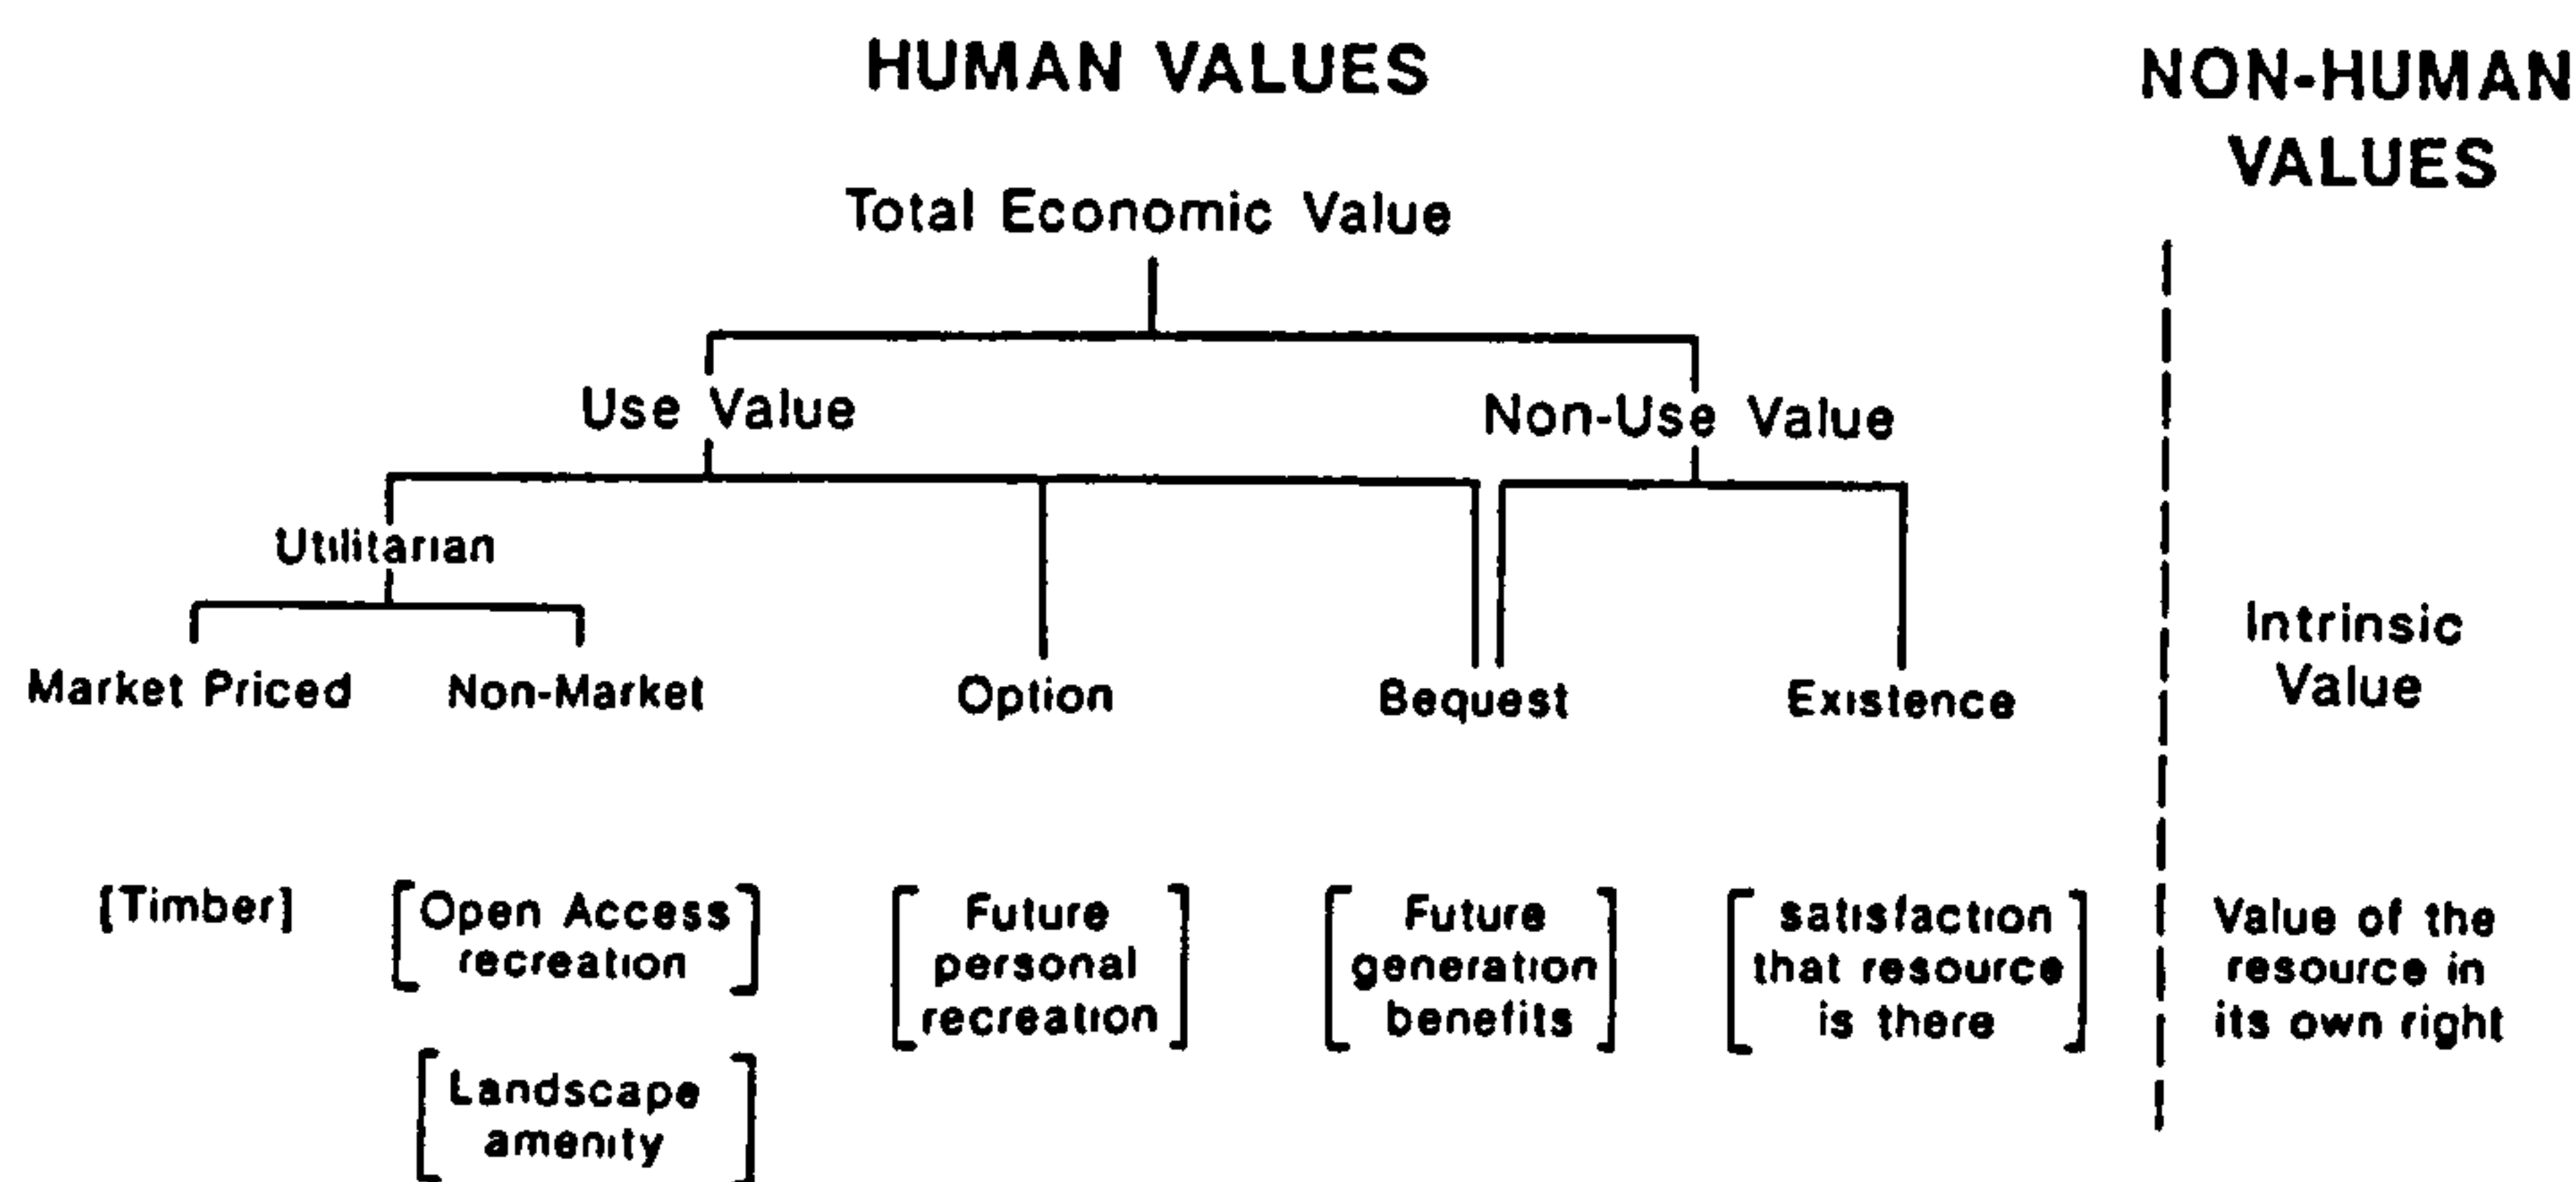 HUMAN VALUES
NON-HUMAN
VALUES
Total Economic Value
Use Value
Non-Use Value
Utilitarian
Market Priced
Non-Market
Option
Bequest
Existence
Intrinsic
Value
[Timber]
Open Access
recreation
Landscape
amenity
Future
personal
recreation
Future
generation
benefits
satisfaction
that resource
is there
Value of the
resource in
its own right